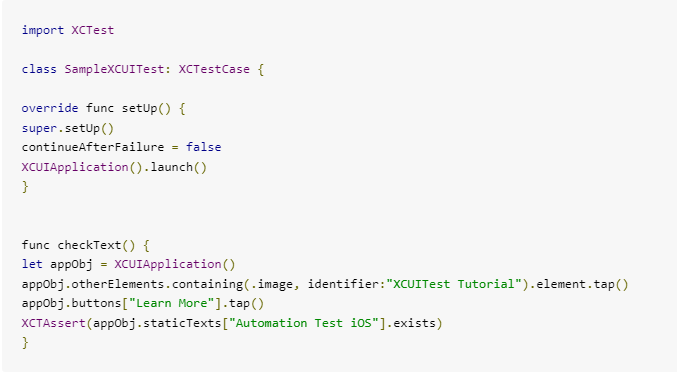 import XCTest
class SampleXCUITest: XCTestCase {
override func setUp() {
super.setUp()
continueAfterFailure = false
XCUIApplication().launch()
}
func checkText() {
let appObj = XCUIApplication()
appObj.otherElements.containing(.image, identifier:"XCUITest Tutorial").element.tap()
appObj.buttons["Learn More"].tap()
XCTAssert(appObj.staticTexts["Automation Test iOS"].exists)
}